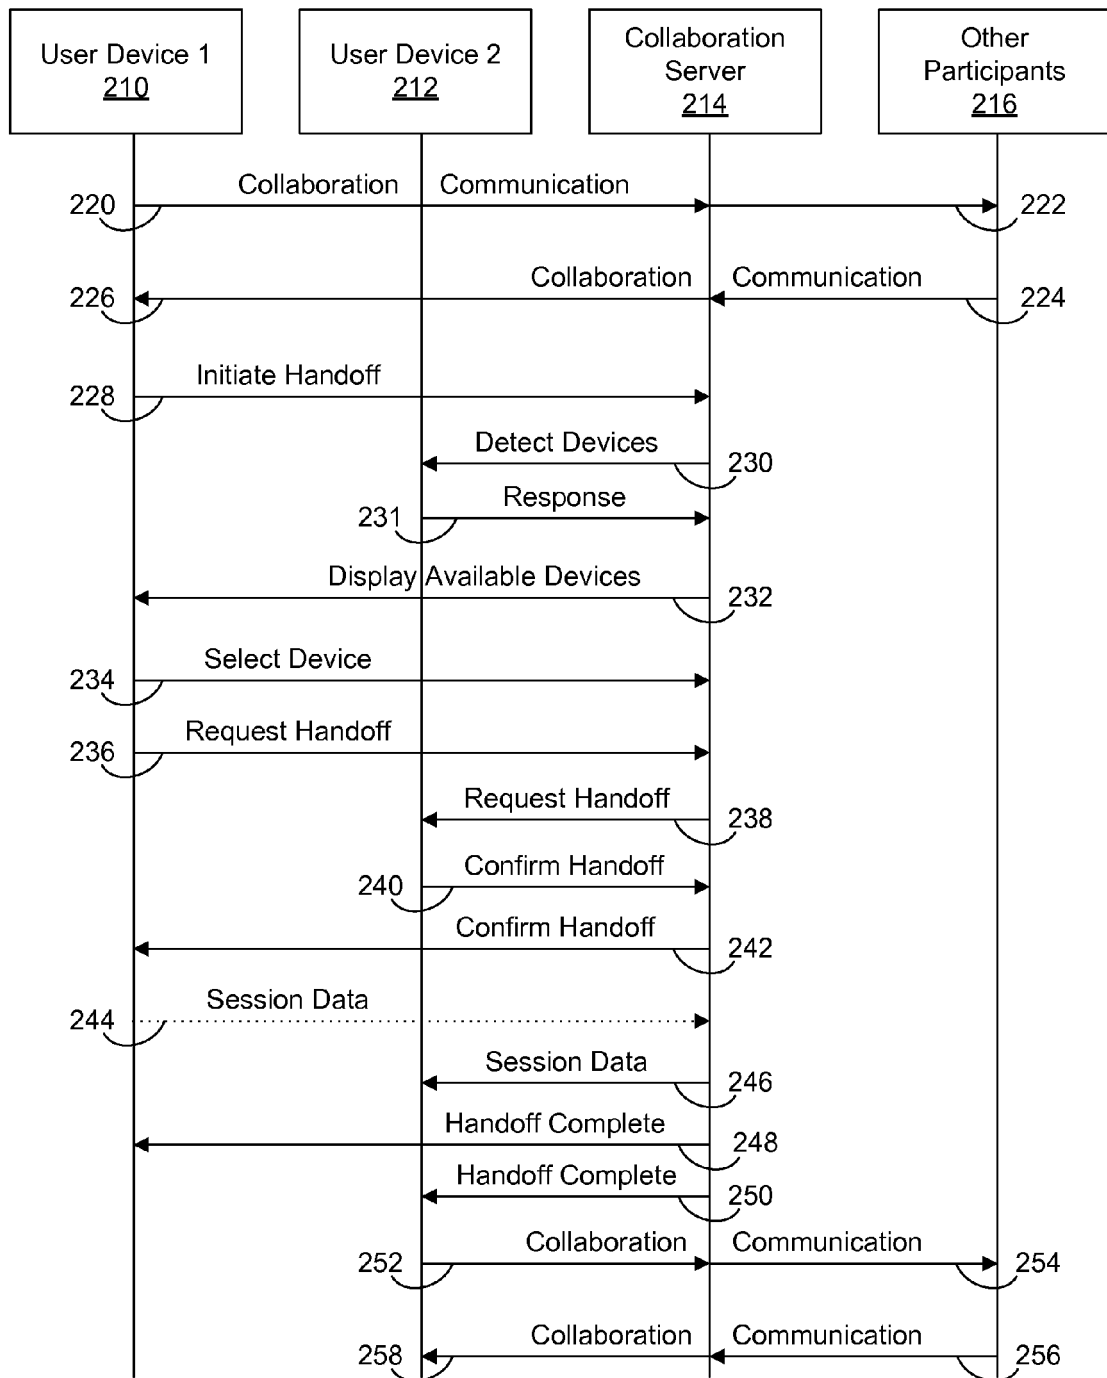 User Device 1
210
User Device 2
212
Collaboration
Server
214
Other
Participants
216
Collaboration Communication
220
222
Collaboration Communication
226
224
Initiate Handoff
228
Detect Devices
230
Response
231
Display Available Devices
232
Select Device
234
Request Handoff
236
Request Handoff
238
Confirm Handoff
240
Confirm Handoff
242
Session Data
244
Session Data
246
Handoff Complete
248
Handoff Complete
250
Collaboration Communication
252
254
Collaboration Communication
258
256